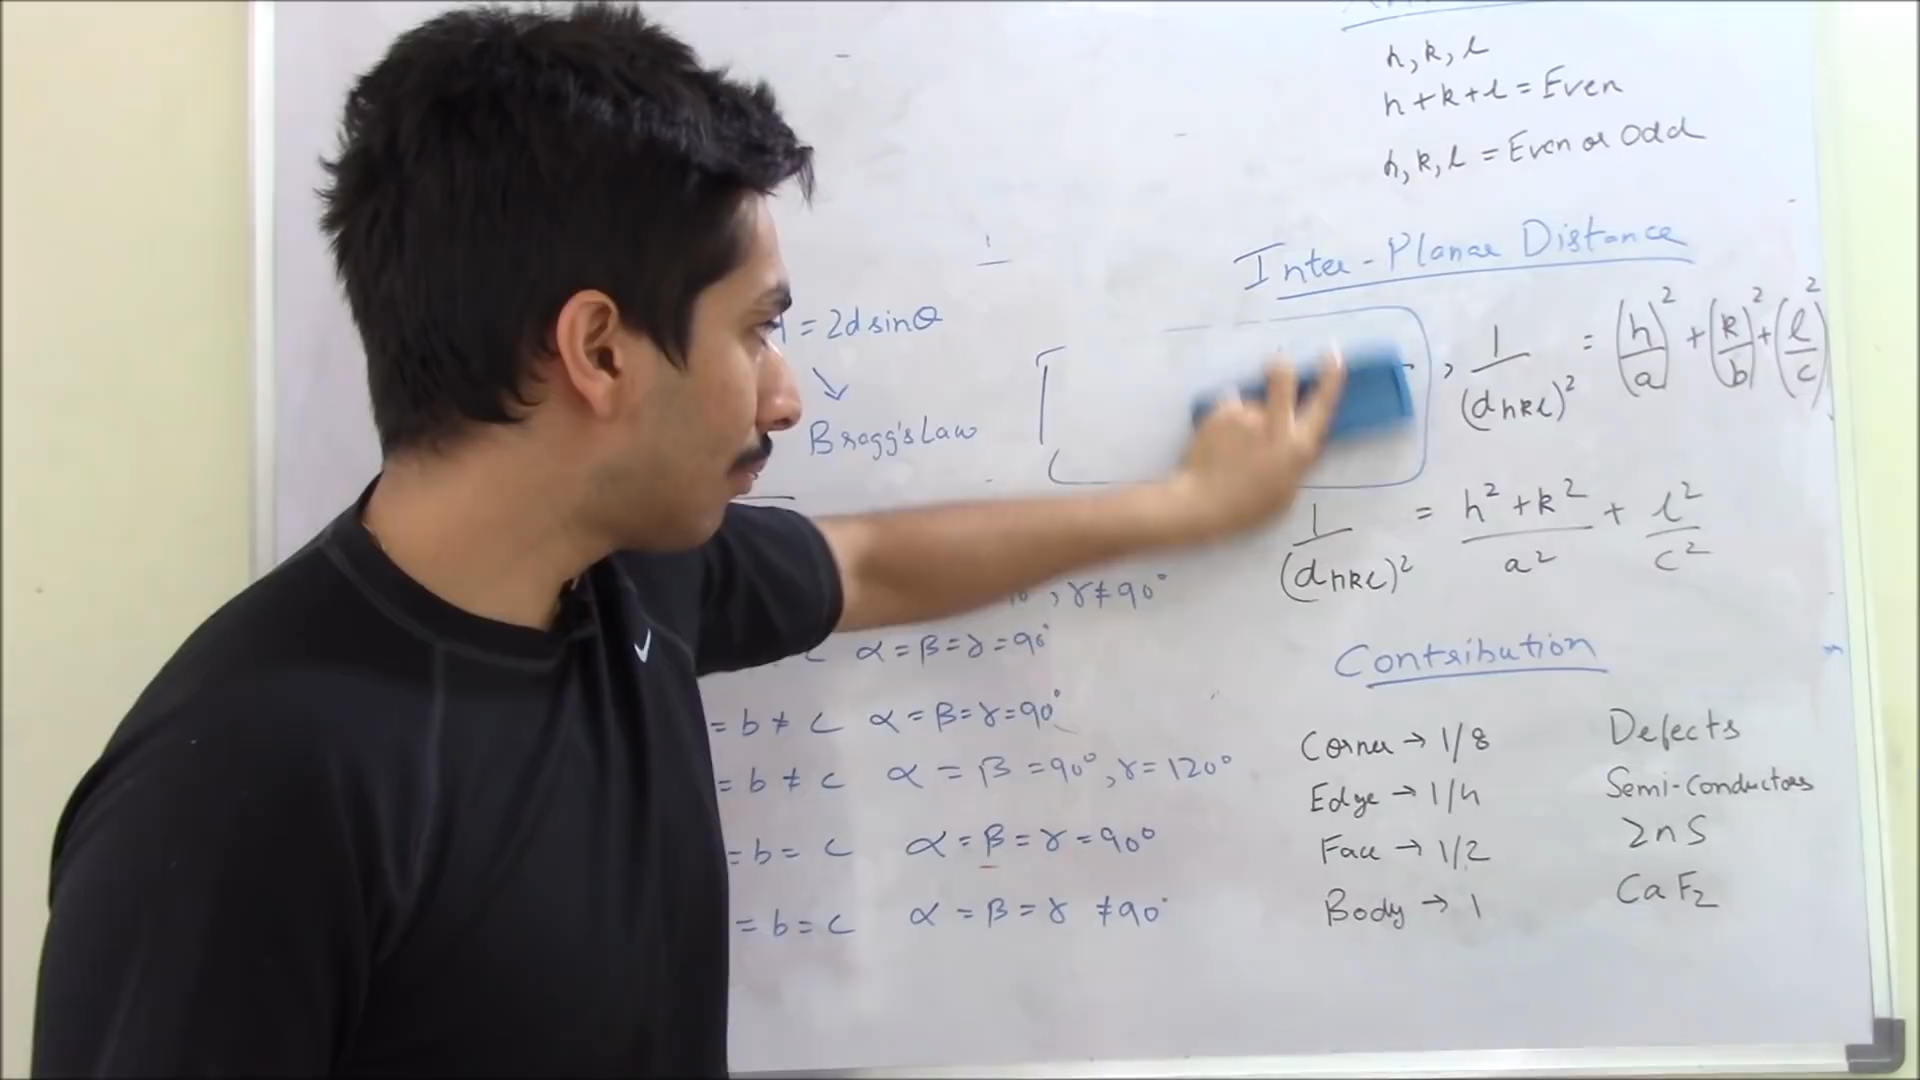 h, k, l
h + k + l = Even
h, k, l = Even or Odd
Inter-Planar Distance
= 2d sinθ
Bragg's Law
, 1/(dhkl)² = (h/a)² + (k/b)² + (l/c)²
1/(dhkl)² = h² + k²/a² + l²/c²
, γ ≠ 90°
c α = β = γ = 90°
= b ≠ c α = β = γ = 90°
= b ≠ c α = β = 90°, γ = 120°
= b = c α = β = γ = 90°
= b = c α = β = γ ≠ 90°
Contribution
Corner → 1/8
Edge → 1/4
Face → 1/2
Body → 1
Defects
Semi-Conductors
ZnS
CaF₂